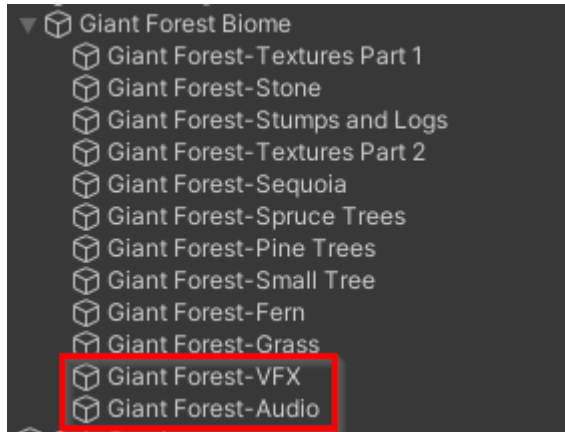 Giant Forest Biome
Giant Forest-Textures Part 1
Giant Forest-Stone
Giant Forest-Stumps and Logs
Giant Forest-Textures Part 2
Giant Forest-Sequoia
Giant Forest-Spruce Trees
Giant Forest-Pine Trees
Giant Forest-Small Tree
Giant Forest-Fern
Giant Forest-Grass
Giant Forest-VFX
Giant Forest-Audio